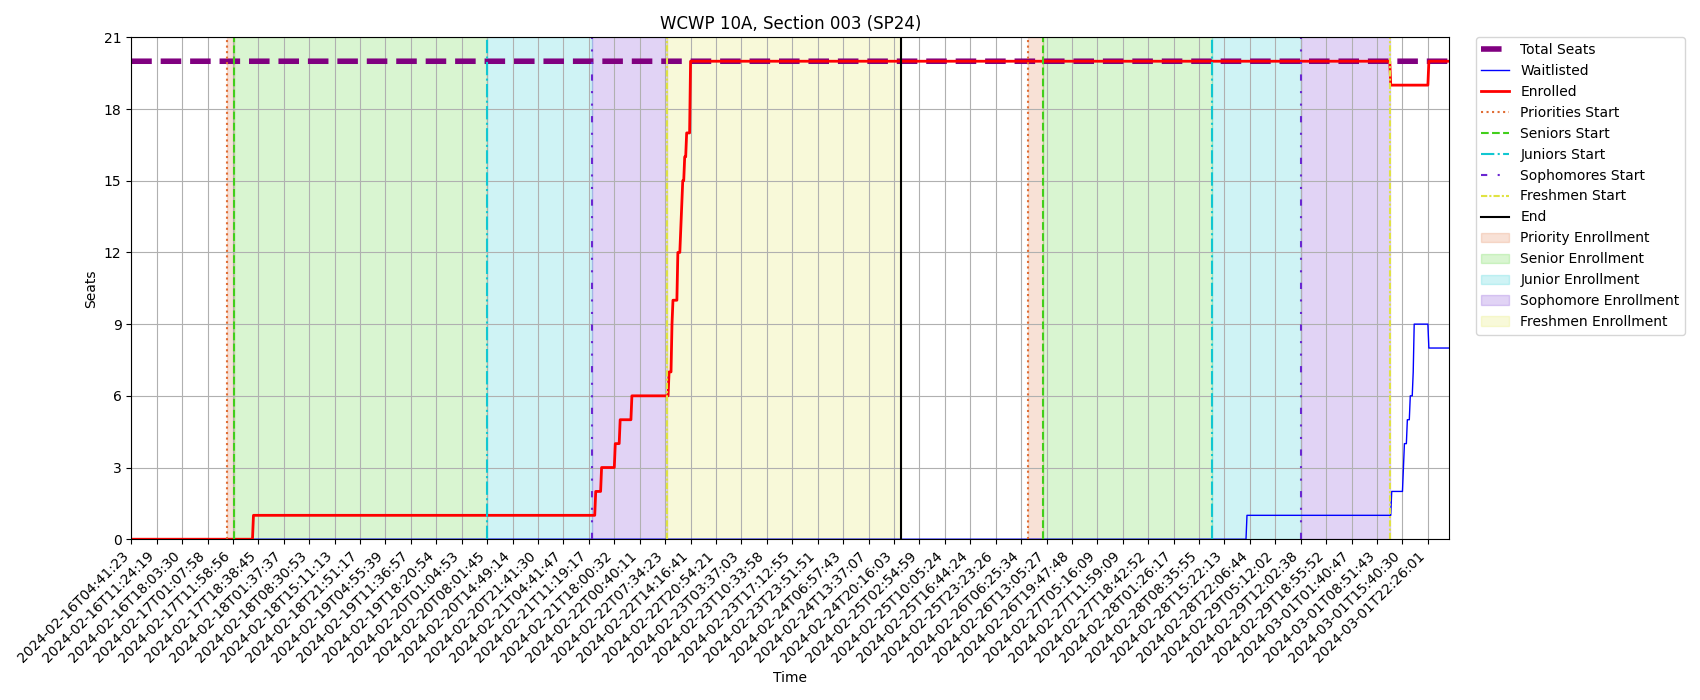 WCWP 10A, Section 003 (SP24)
21
18
15
12
9
6
3
0
Seats
2024-02-16T04:41:23
2024-02-16T11:24:19
2024-02-16T18:03:30
2024-02-17T01:07:58
2024-02-17T11:58:56
2024-02-17T18:38:45
2024-02-18T01:37:37
2024-02-18T08:30:53
2024-02-18T15:11:13
2024-02-18T21:51:17
2024-02-19T04:55:39
2024-02-19T11:36:57
2024-02-19T18:20:54
2024-02-20T01:04:53
2024-02-20T08:01:45
2024-02-20T14:49:14
2024-02-20T21:41:30
2024-02-21T04:41:47
2024-02-21T11:19:17
2024-02-21T18:00:32
2024-02-22T00:40:11
2024-02-22T07:34:23
2024-02-22T14:16:41
2024-02-22T20:54:21
2024-02-23T03:37:03
2024-02-23T10:33:58
2024-02-23T17:12:55
2024-02-23T23:51:51
2024-02-24T06:57:43
2024-02-24T13:37:07
2024-02-24T20:16:03
2024-02-25T02:54:59
2024-02-25T10:05:24
2024-02-25T16:44:24
2024-02-25T23:23:26
2024-02-26T06:25:34
2024-02-26T13:05:27
2024-02-26T19:47:48
2024-02-27T05:16:09
2024-02-27T11:59:09
2024-02-27T18:42:52
2024-02-28T01:26:17
2024-02-28T08:35:55
2024-02-28T15:22:13
2024-02-28T22:06:44
2024-02-29T05:12:02
2024-02-29T12:02:38
2024-02-29T18:55:52
2024-03-01T01:40:47
2024-03-01T08:51:43
2024-03-01T15:40:30
2024-03-01T22:26:01
Time
Total Seats
Waitlisted
Enrolled
Priorities Start
Seniors Start
Juniors Start
Sophomores Start
Freshmen Start
End
Priority Enrollment
Senior Enrollment
Junior Enrollment
Sophomore Enrollment
Freshmen Enrollment